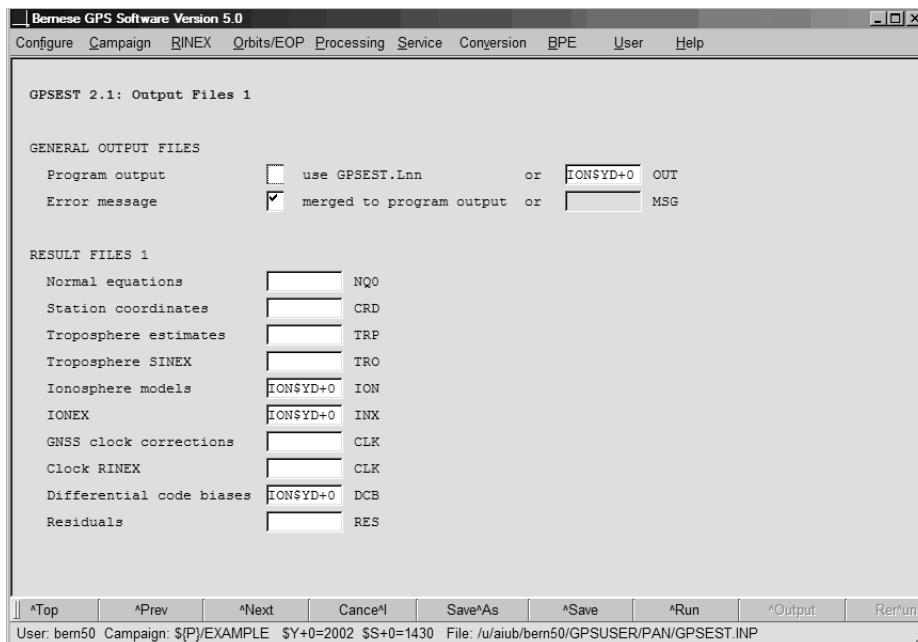 Bernese GPS Software Version 5.0
Configure Campaign RINEX Orbits/EOP Processing Service Conversion BPE User Help
GPSEST 2.1: Output Files 1
GENERAL OUTPUT FILES
Program output use GPSEST.Lnn or ION$YD+0 OUT
Error message merged to program output or MSG
RESULT FILES 1
Normal equations NQ0
Station coordinates CRD
Troposphere estimates TRP
Troposphere SINEX TRO
Ionosphere models ION$YD+0 ION
IONEX ION$YD+0 INX
GNSS clock corrections CLK
Clock RINEX CLK
Differential code biases ION$YD+0 DCB
Residuals RES
^Top ^Prev ^Next Cance^l Save^As ^Save ^Run ^Output Rer^un
User: bern50 Campaign: ${P}/EXAMPLE $Y+0=2002 $S+0=1430 File: /u/aiub/bern50/GPSUSER/PAN/GPSEST.INP